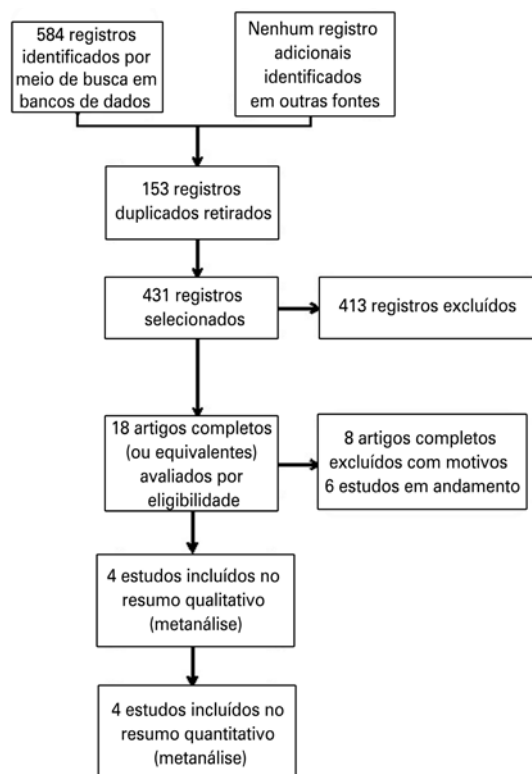 584 registros
identificados por
meio de busca em
bancos de dados
Nenhum registro
adicionais
identificados
em outras fontes
153 registros
duplicados retirados
431 registros
selecionados
413 registros excluídos
18 artigos completos
(ou equivalentes)
avaliados por
eligibilidade
8 artigos completos
excluídos com motivos
6 estudos em andamento
4 estudos incluídos no
resumo qualitativo
(metanálise)
4 estudos incluídos no
resumo quantitativo
(metanálise)